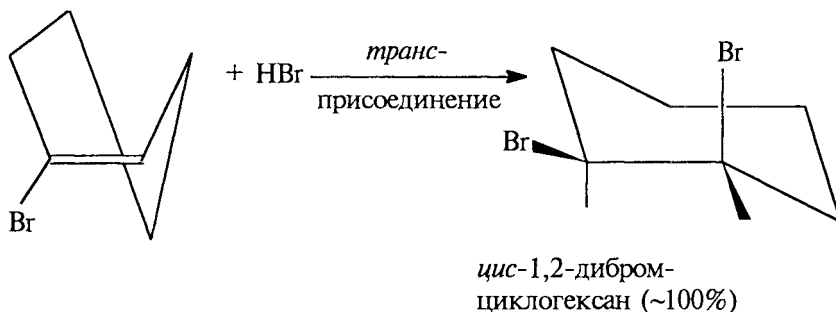 транс-
+ HBr
присоединение
Br
Br
Br
цис-1,2-дибром-
циклогексан (~100%)